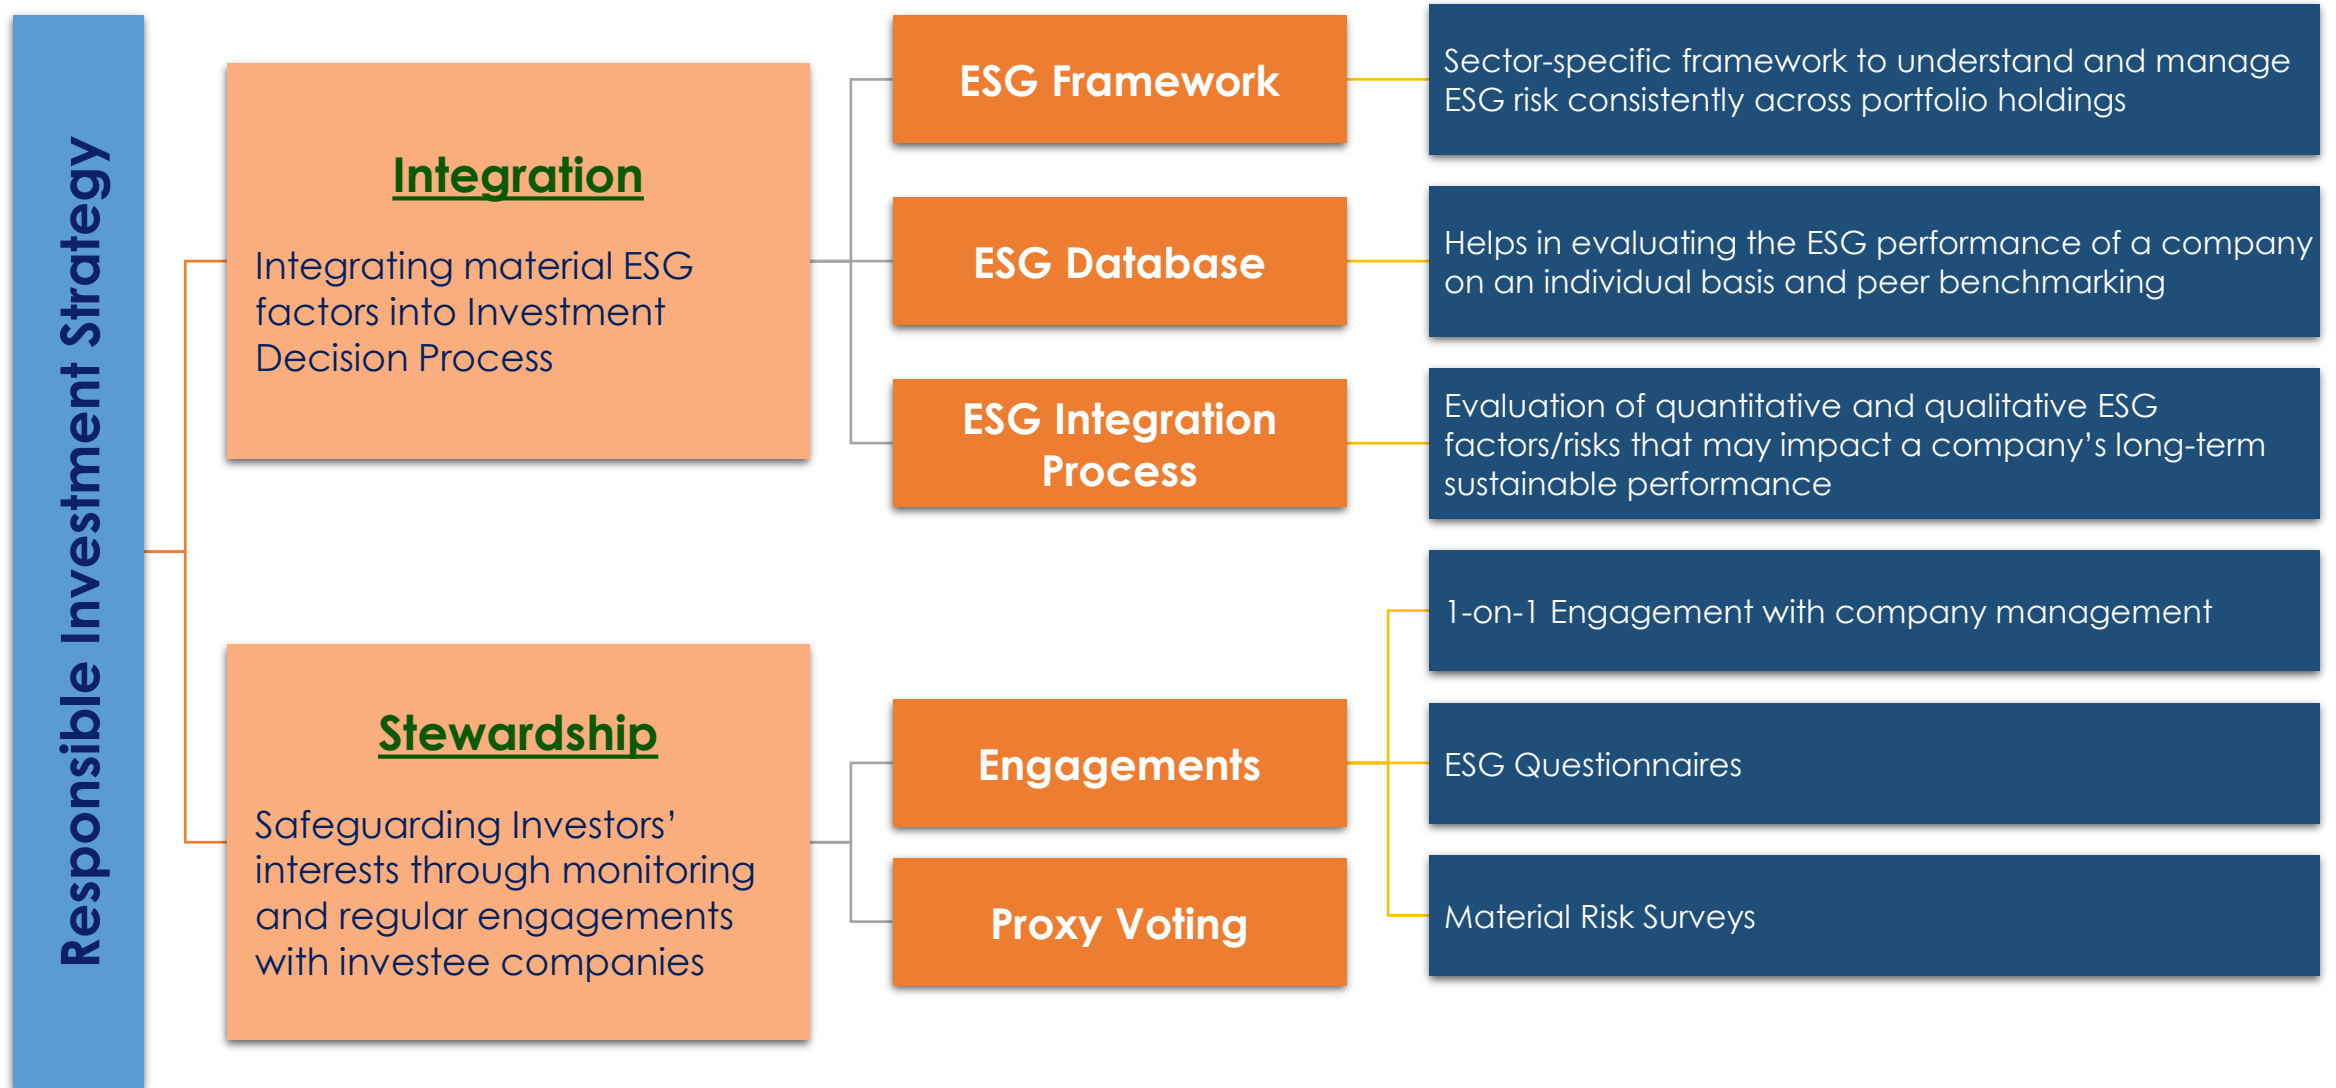 Responsible Investment Strategy
Integration
Integrating material ESG
factors into Investment
Decision Process
ESG Framework
Sector-specific framework to understand and manage
ESG risk consistently across portfolio holdings
ESG Database
Helps in evaluating the ESG performance of a company
on an individual basis and peer benchmarking
ESG Integration
Process
Evaluation of quantitative and qualitative ESG
factors/risks that may impact a company’s long-term
sustainable performance
Stewardship
Safeguarding Investors’
interests through monitoring
and regular engagements
with investee companies
Engagements
1-on-1 Engagement with company management
ESG Questionnaires
Material Risk Surveys
Proxy Voting